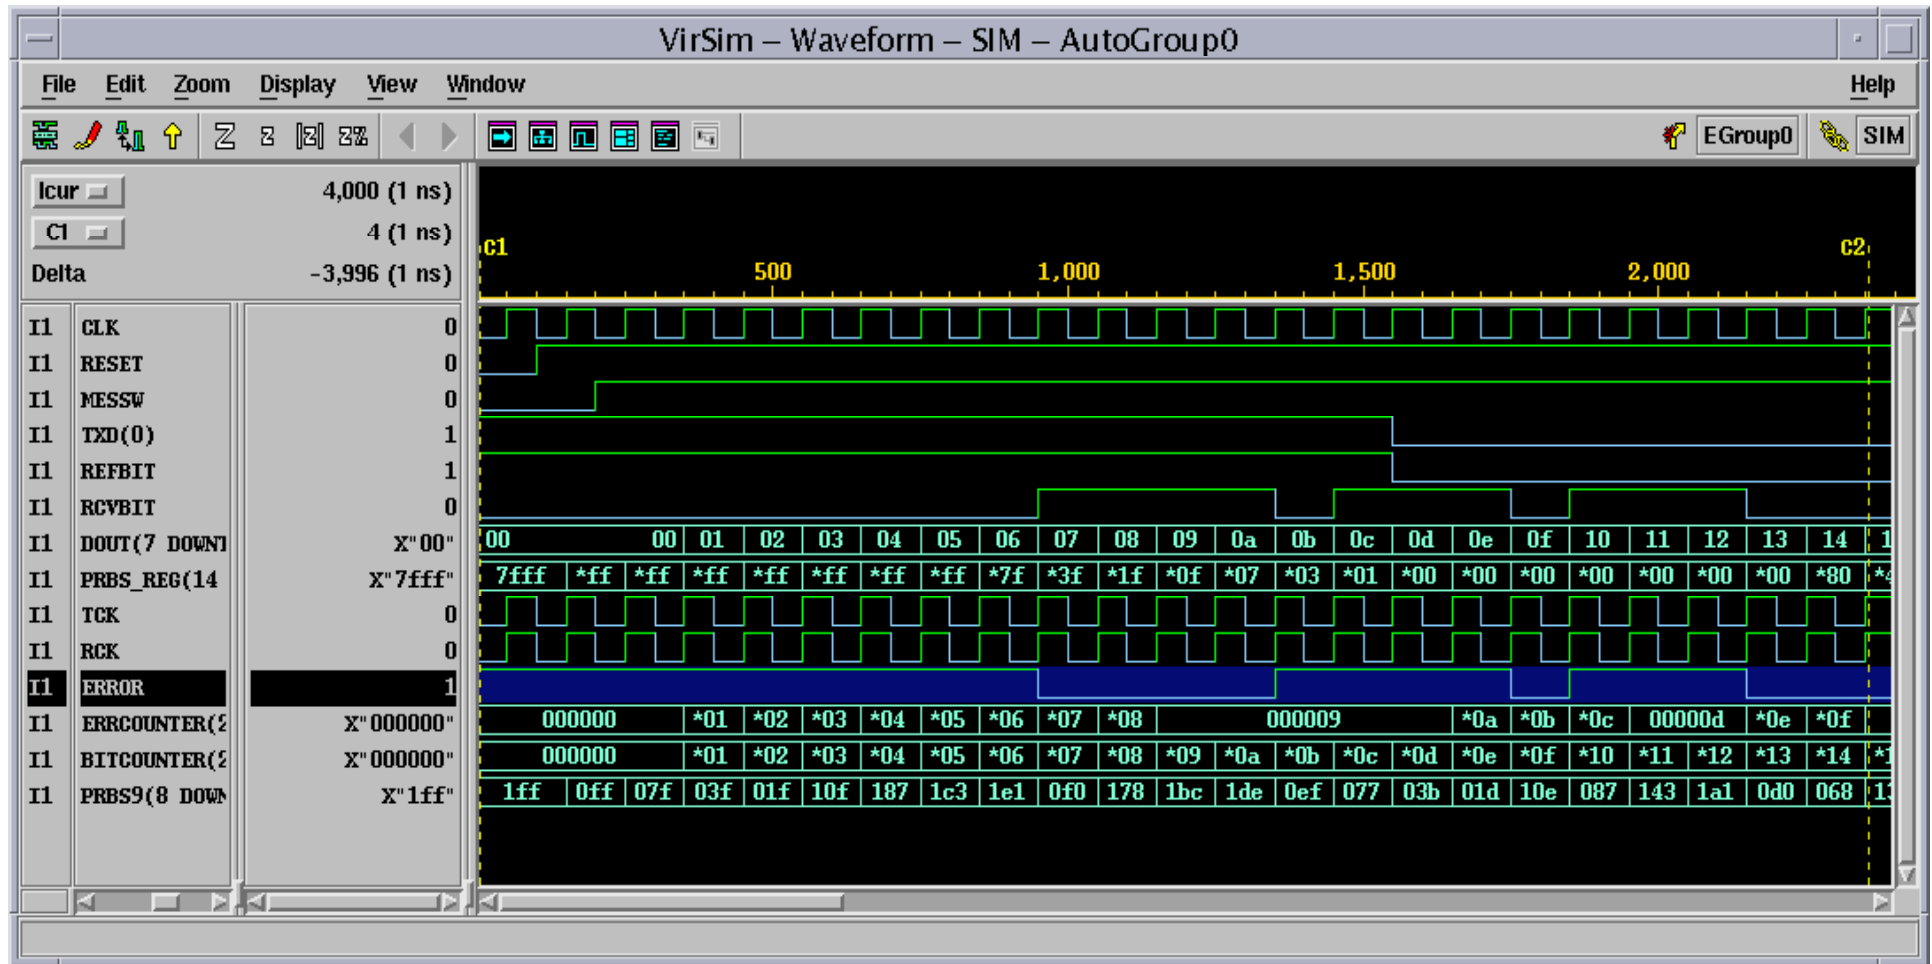 VirSim – Waveform – SIM – AutoGroup0
File Edit Zoom Display View Window Help
Z z |z| z% EGroup0 SIM
Icur 4,000 (1 ns)
C1 4 (1 ns)
Delta -3,996 (1 ns)
C1 C2
500 1,000 1,500 2,000
I1 CLK 0
I1 RESET 0
I1 MESSW 0
I1 TXD(0) 1
I1 REFBIT 1
I1 RCVBIT 0
I1 DOUT(7 DOWNT X"00" 00 00 01 02 03 04 05 06 07 08 09 0a 0b 0c 0d 0e 0f 10 11 12 13 14 1
I1 PRBS_REG(14 X"7fff" 7fff *ff *ff *ff *ff *ff *ff *ff *7f *3f *1f *0f *07 *03 *01 *00 *00 *00 *00 *00 *00 *00 *80 *4
I1 TCK 0
I1 RCK 0
I1 ERROR 1
I1 ERRCOUNTER(2 X"000000" 000000 *01 *02 *03 *04 *05 *06 *07 *08 000009 *0a *0b *0c 00000d *0e *0f
I1 BITCOUNTER(2 X"000000" 000000 *01 *02 *03 *04 *05 *06 *07 *08 *09 *0a *0b *0c *0d *0e *0f *10 *11 *12 *13 *14 *1
I1 PRBS9(8 DOWN X"1ff" 1ff 0ff 07f 03f 01f 10f 187 1c3 1e1 0f0 178 1bc 1de 0ef 077 03b 01d 10e 087 143 1a1 0d0 068 13